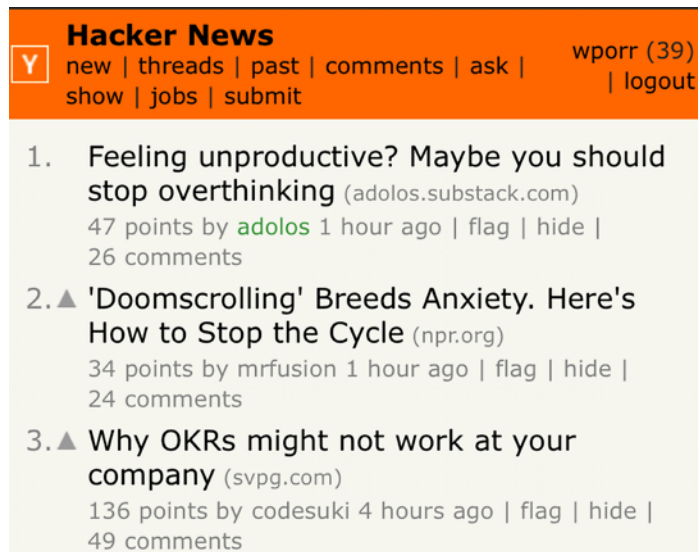 Y
Hacker News
new | threads | past | comments | ask |
show | jobs | submit
wporr (39)
| logout
1. Feeling unproductive? Maybe you should
stop overthinking (adolos.substack.com)
47 points by adolos 1 hour ago | flag | hide |
26 comments
2. 'Doomscrolling' Breeds Anxiety. Here's
How to Stop the Cycle (npr.org)
34 points by mrfusion 1 hour ago | flag | hide |
24 comments
3. Why OKRs might not work at your
company (svpg.com)
136 points by codesuki 4 hours ago | flag | hide |
49 comments